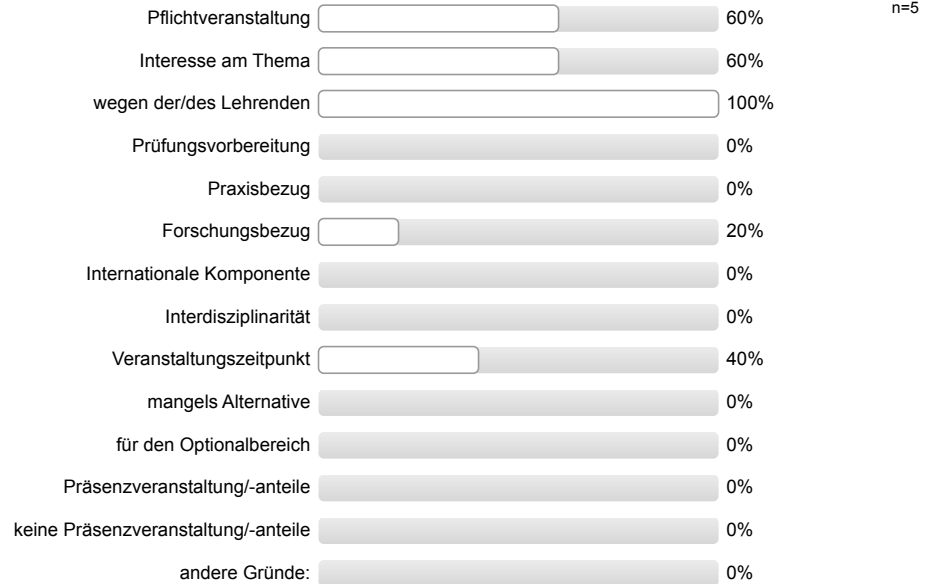 Pflichtveranstaltung 60% n=5
Interesse am Thema 60%
wegen der/des Lehrenden 100%
Prüfungsvorbereitung 0%
Praxisbezug 0%
Forschungsbezug 20%
Internationale Komponente 0%
Interdisziplinarität 0%
Veranstaltungszeitpunkt 40%
mangels Alternative 0%
für den Optionalbereich 0%
Präsenzveranstaltung/-anteile 0%
keine Präsenzveranstaltung/-anteile 0%
andere Gründe: 0%